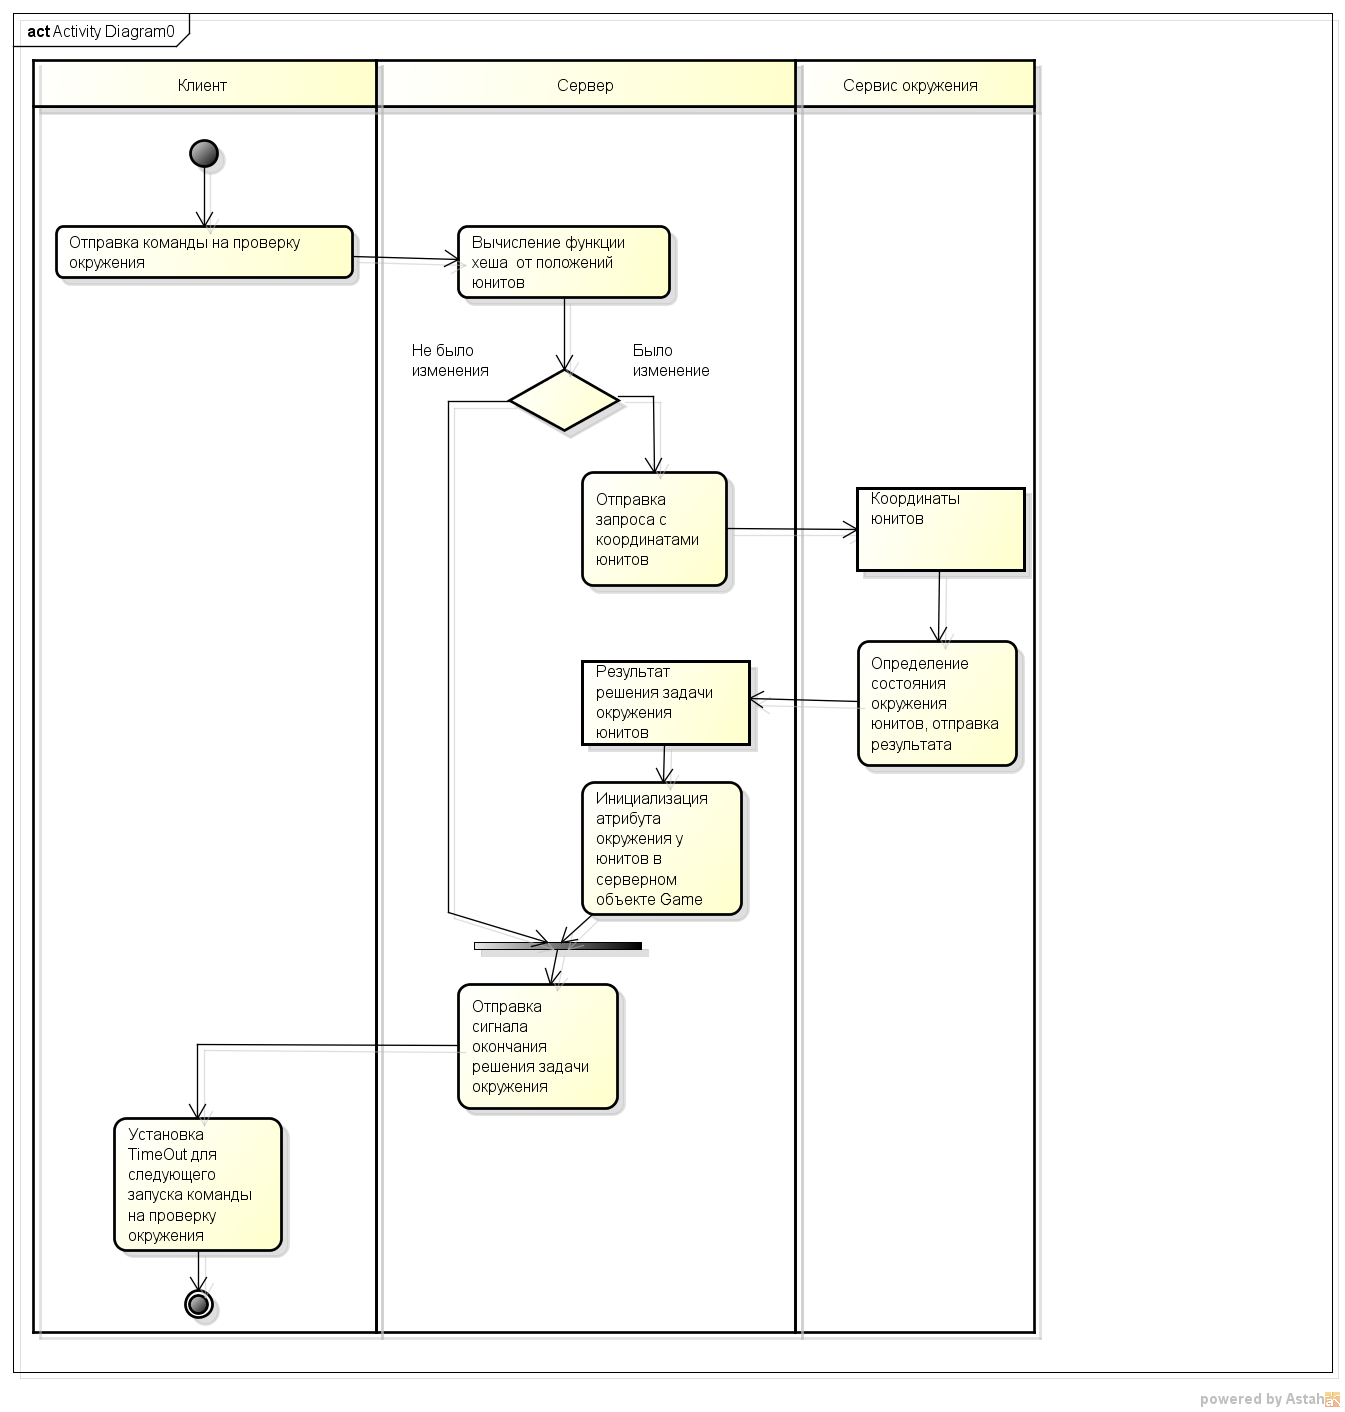 act Activity Diagram0
Клиент
Сервер
Сервис окружения
Отправка команды на проверку
окружения
Вычисление функции
хеша от положений
юнитов
Не было
изменения
Было
изменение
Отправка
запроса с
координатами
юнитов
Координаты
юнитов
Определение
состояния
окружения
юнитов, отправка
результата
Результат
решения задачи
окружения
юнитов
Инициализация
атрибута
окружения у
юнитов в
серверном
объекте Game
Отправка
сигнала
окончания
решения задачи
окружения
Установка
TimeOut для
следующего
запуска команды
на проверку
окружения
powered by Astah